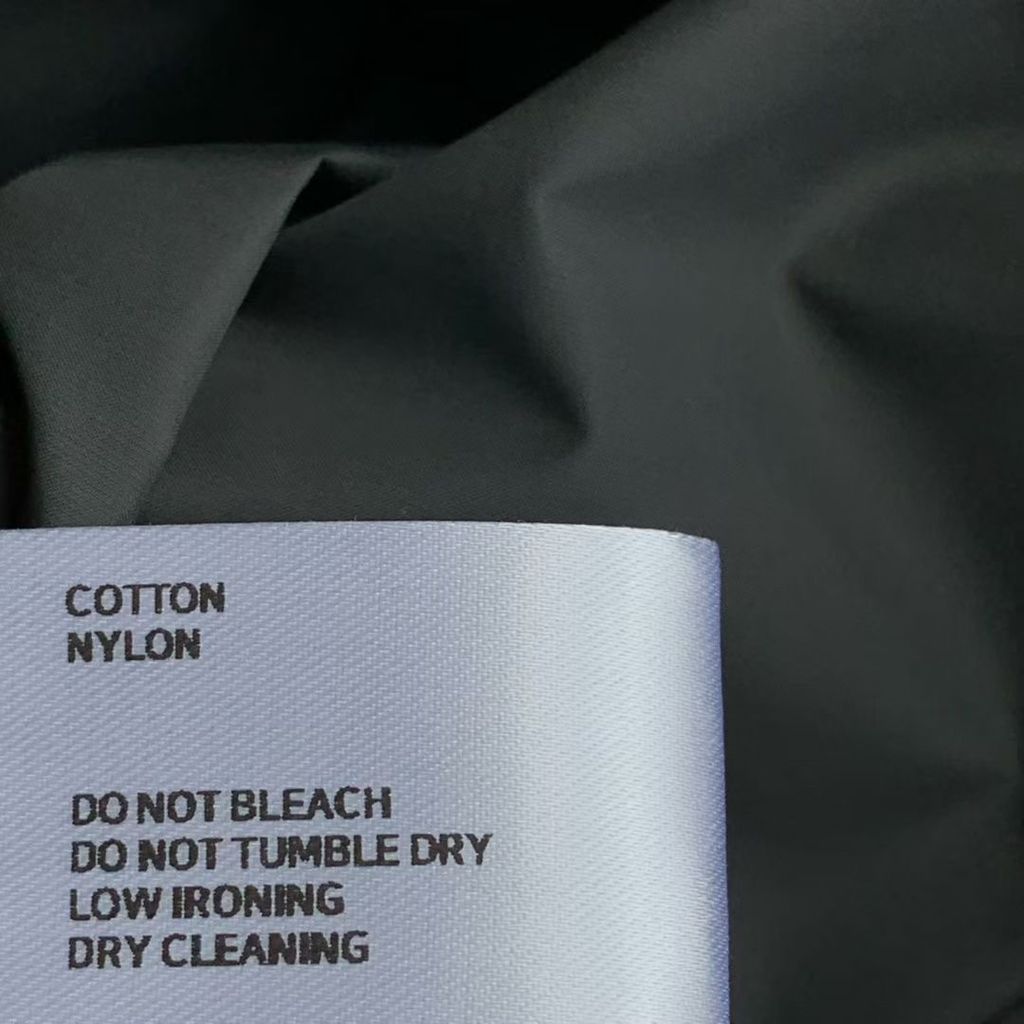 COTTON
NYLON
DO NOT BLEACH
DO NOT TUMBLE DRY
LOW IRONING
DRY CLEANING